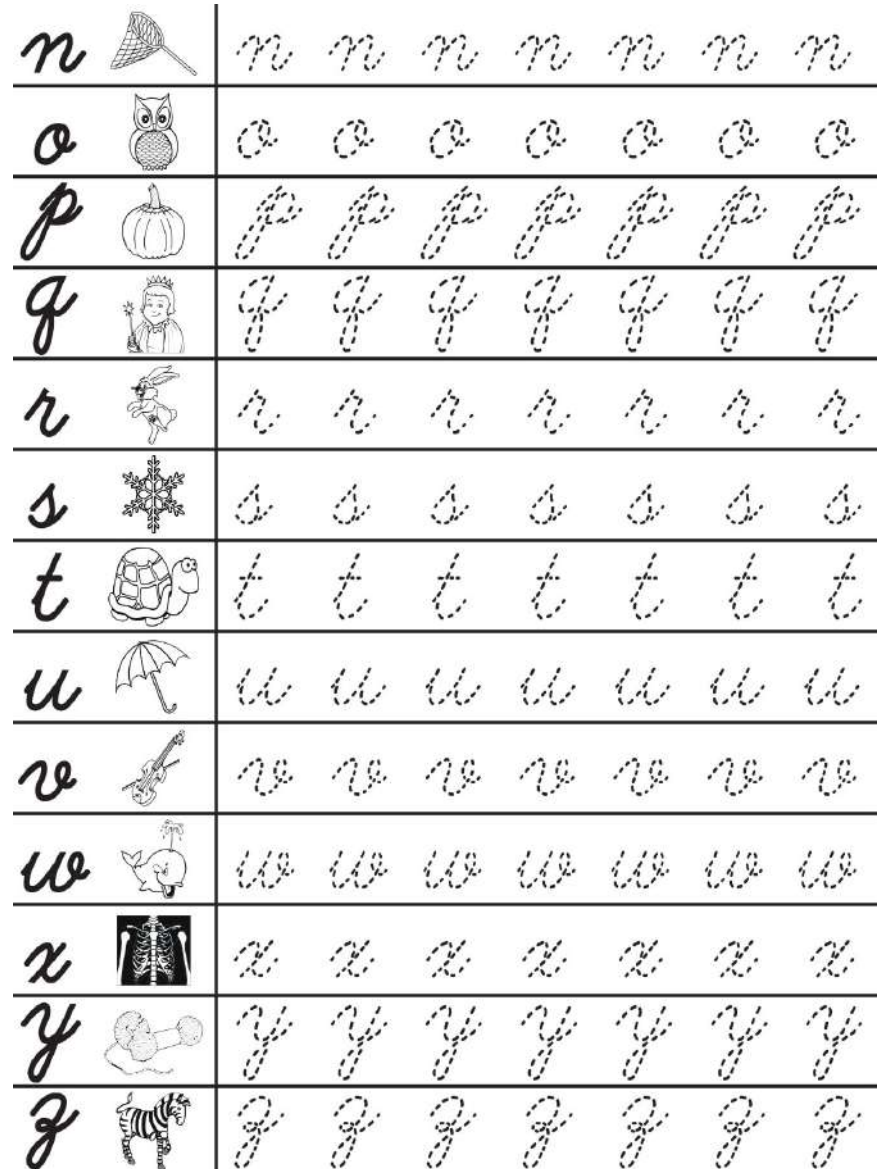 n n n n n n n n
o o o o o o o o
p p p p p p p p
q q q q q q q q
r r r r r r r r
s s s s s s s s
t t t t t t t t
u u u u u u u u
v v v v v v v v
w w w w w w w w
x x x x x x x x
y y y y y y y y
z z z z z z z z